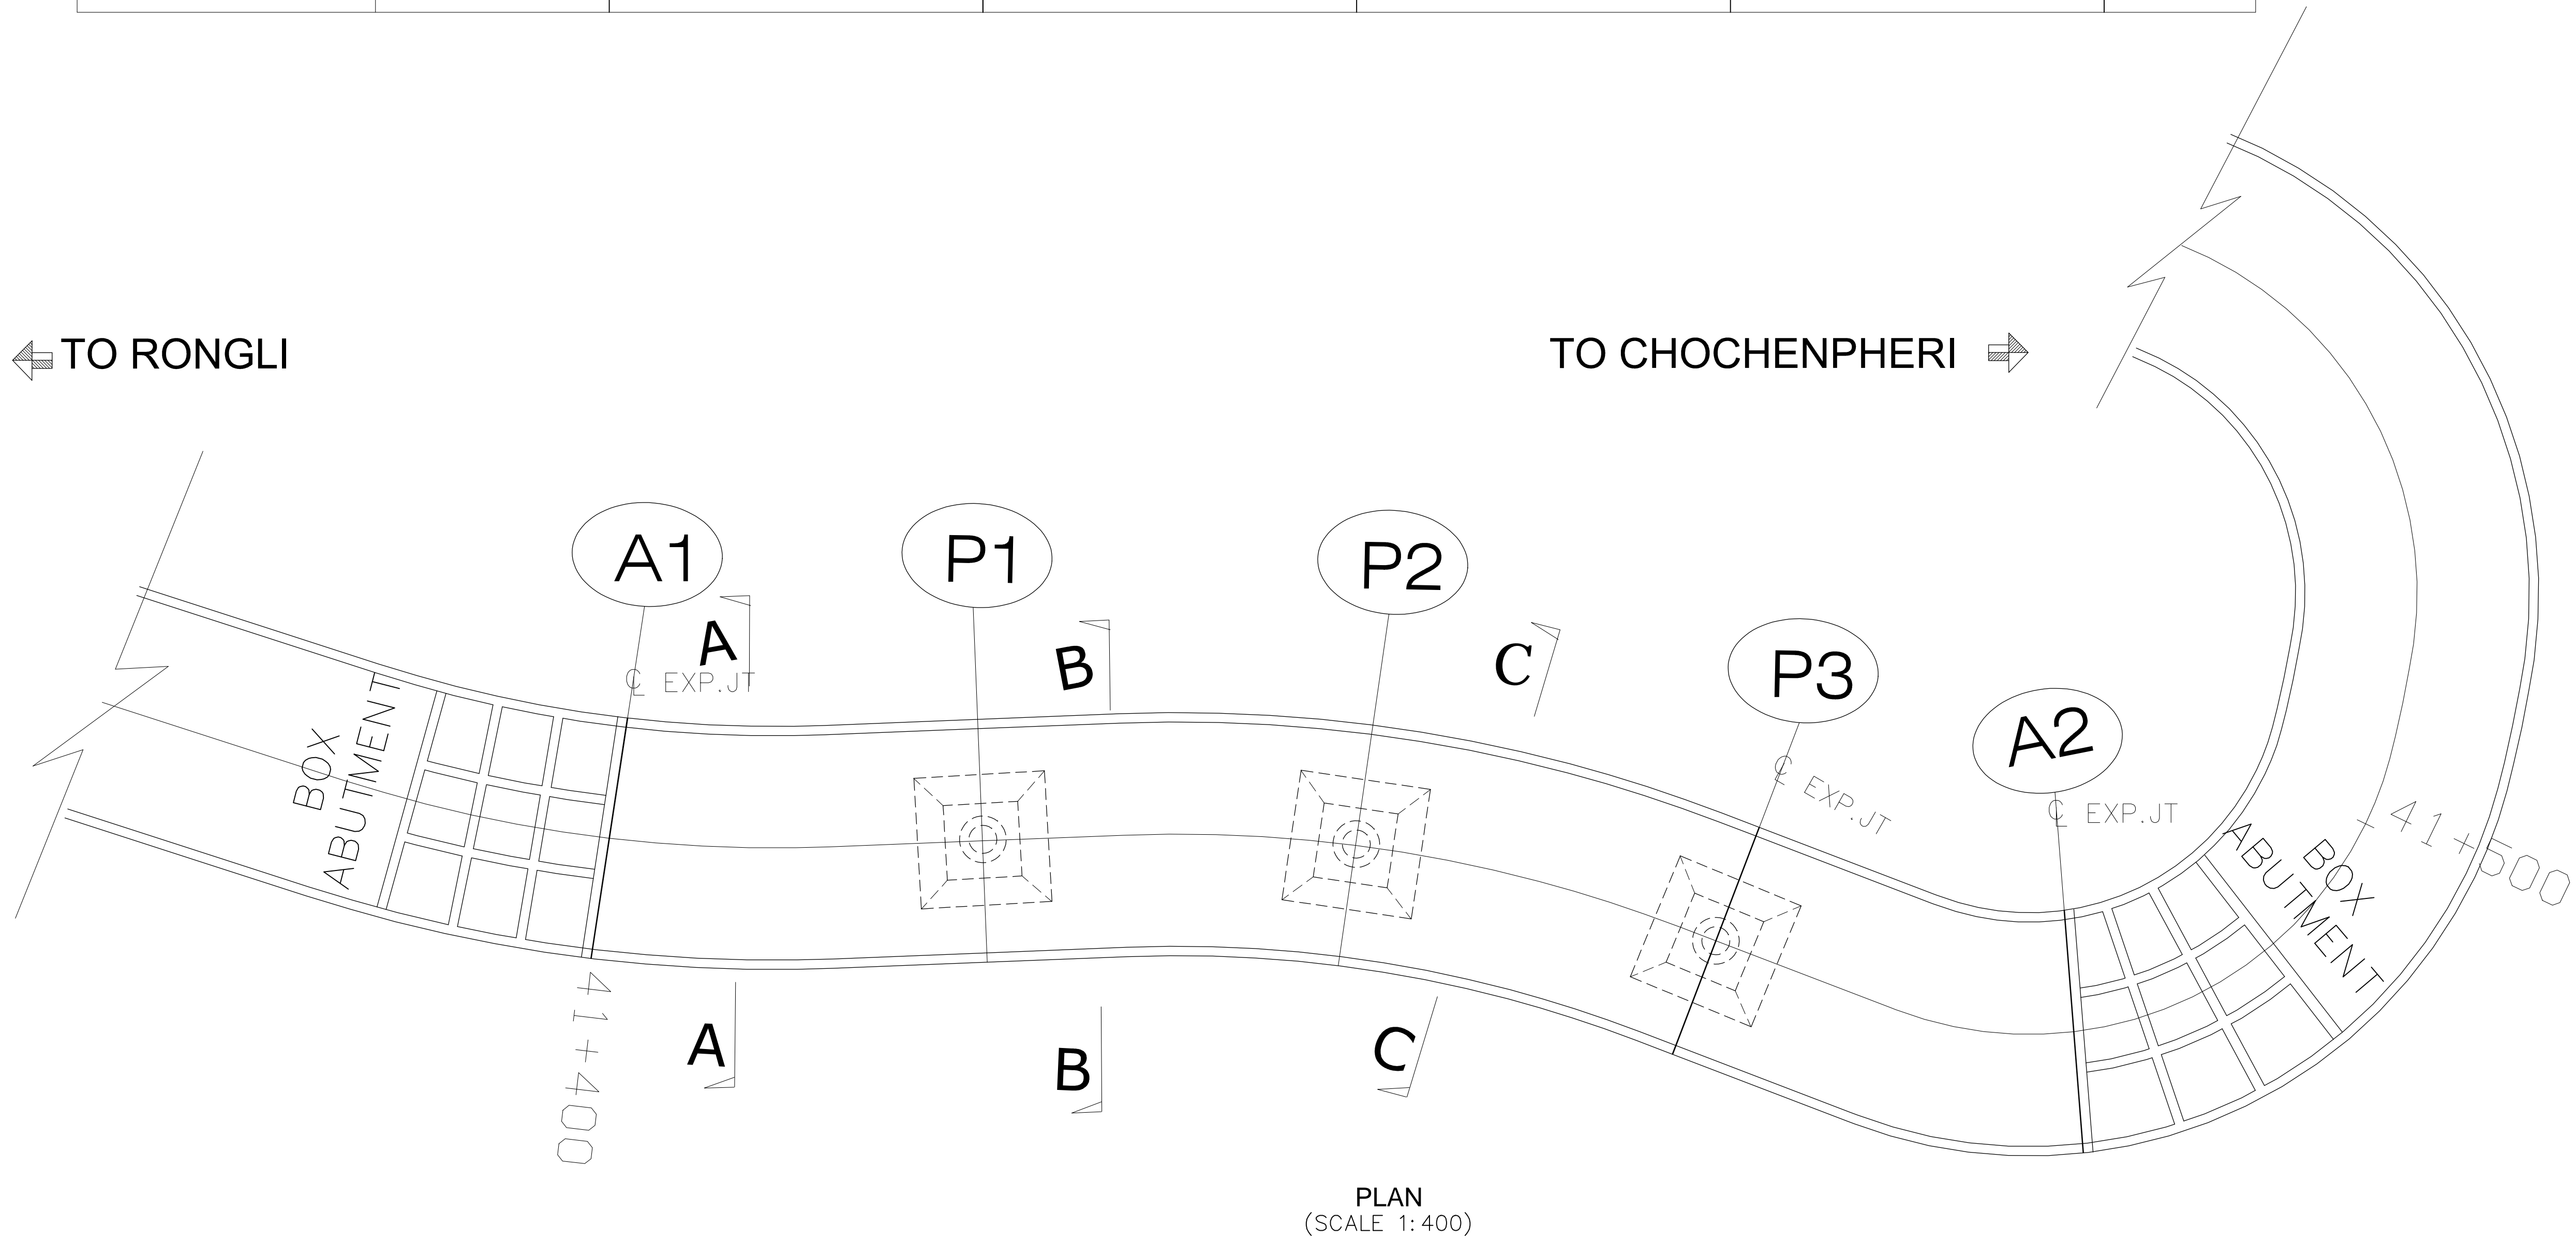 TO RONGLI
TO CHOCHENPHERI
A1
P1
P2
P3
A2
A
B
C
℄ EXP.JT
℄ EXP.JT
℄ EXP.JT
BOX
ABUTMENT
BOX
ABUTMENT
41+500
41+400
A
B
C
PLAN
(SCALE 1:400)